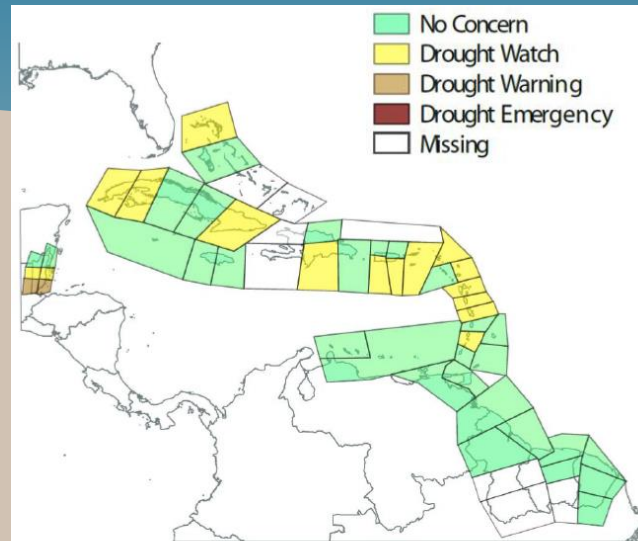 No Concern
Drought Watch
Drought Warning
Drought Emergency
Missing